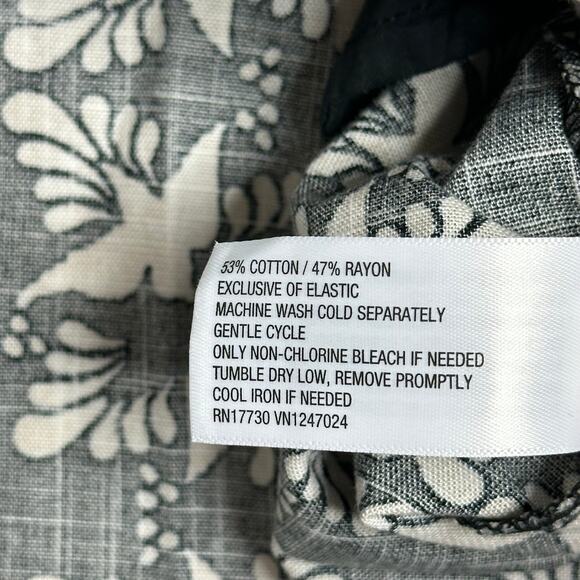 53% COTTON / 47% RAYON
EXCLUSIVE OF ELASTIC
MACHINE WASH COLD SEPARATELY
GENTLE CYCLE
ONLY NON-CHLORINE BLEACH IF NEEDED
TUMBLE DRY LOW, REMOVE PROMPTLY
COOL IRON IF NEEDED
RN17730 VN1247024